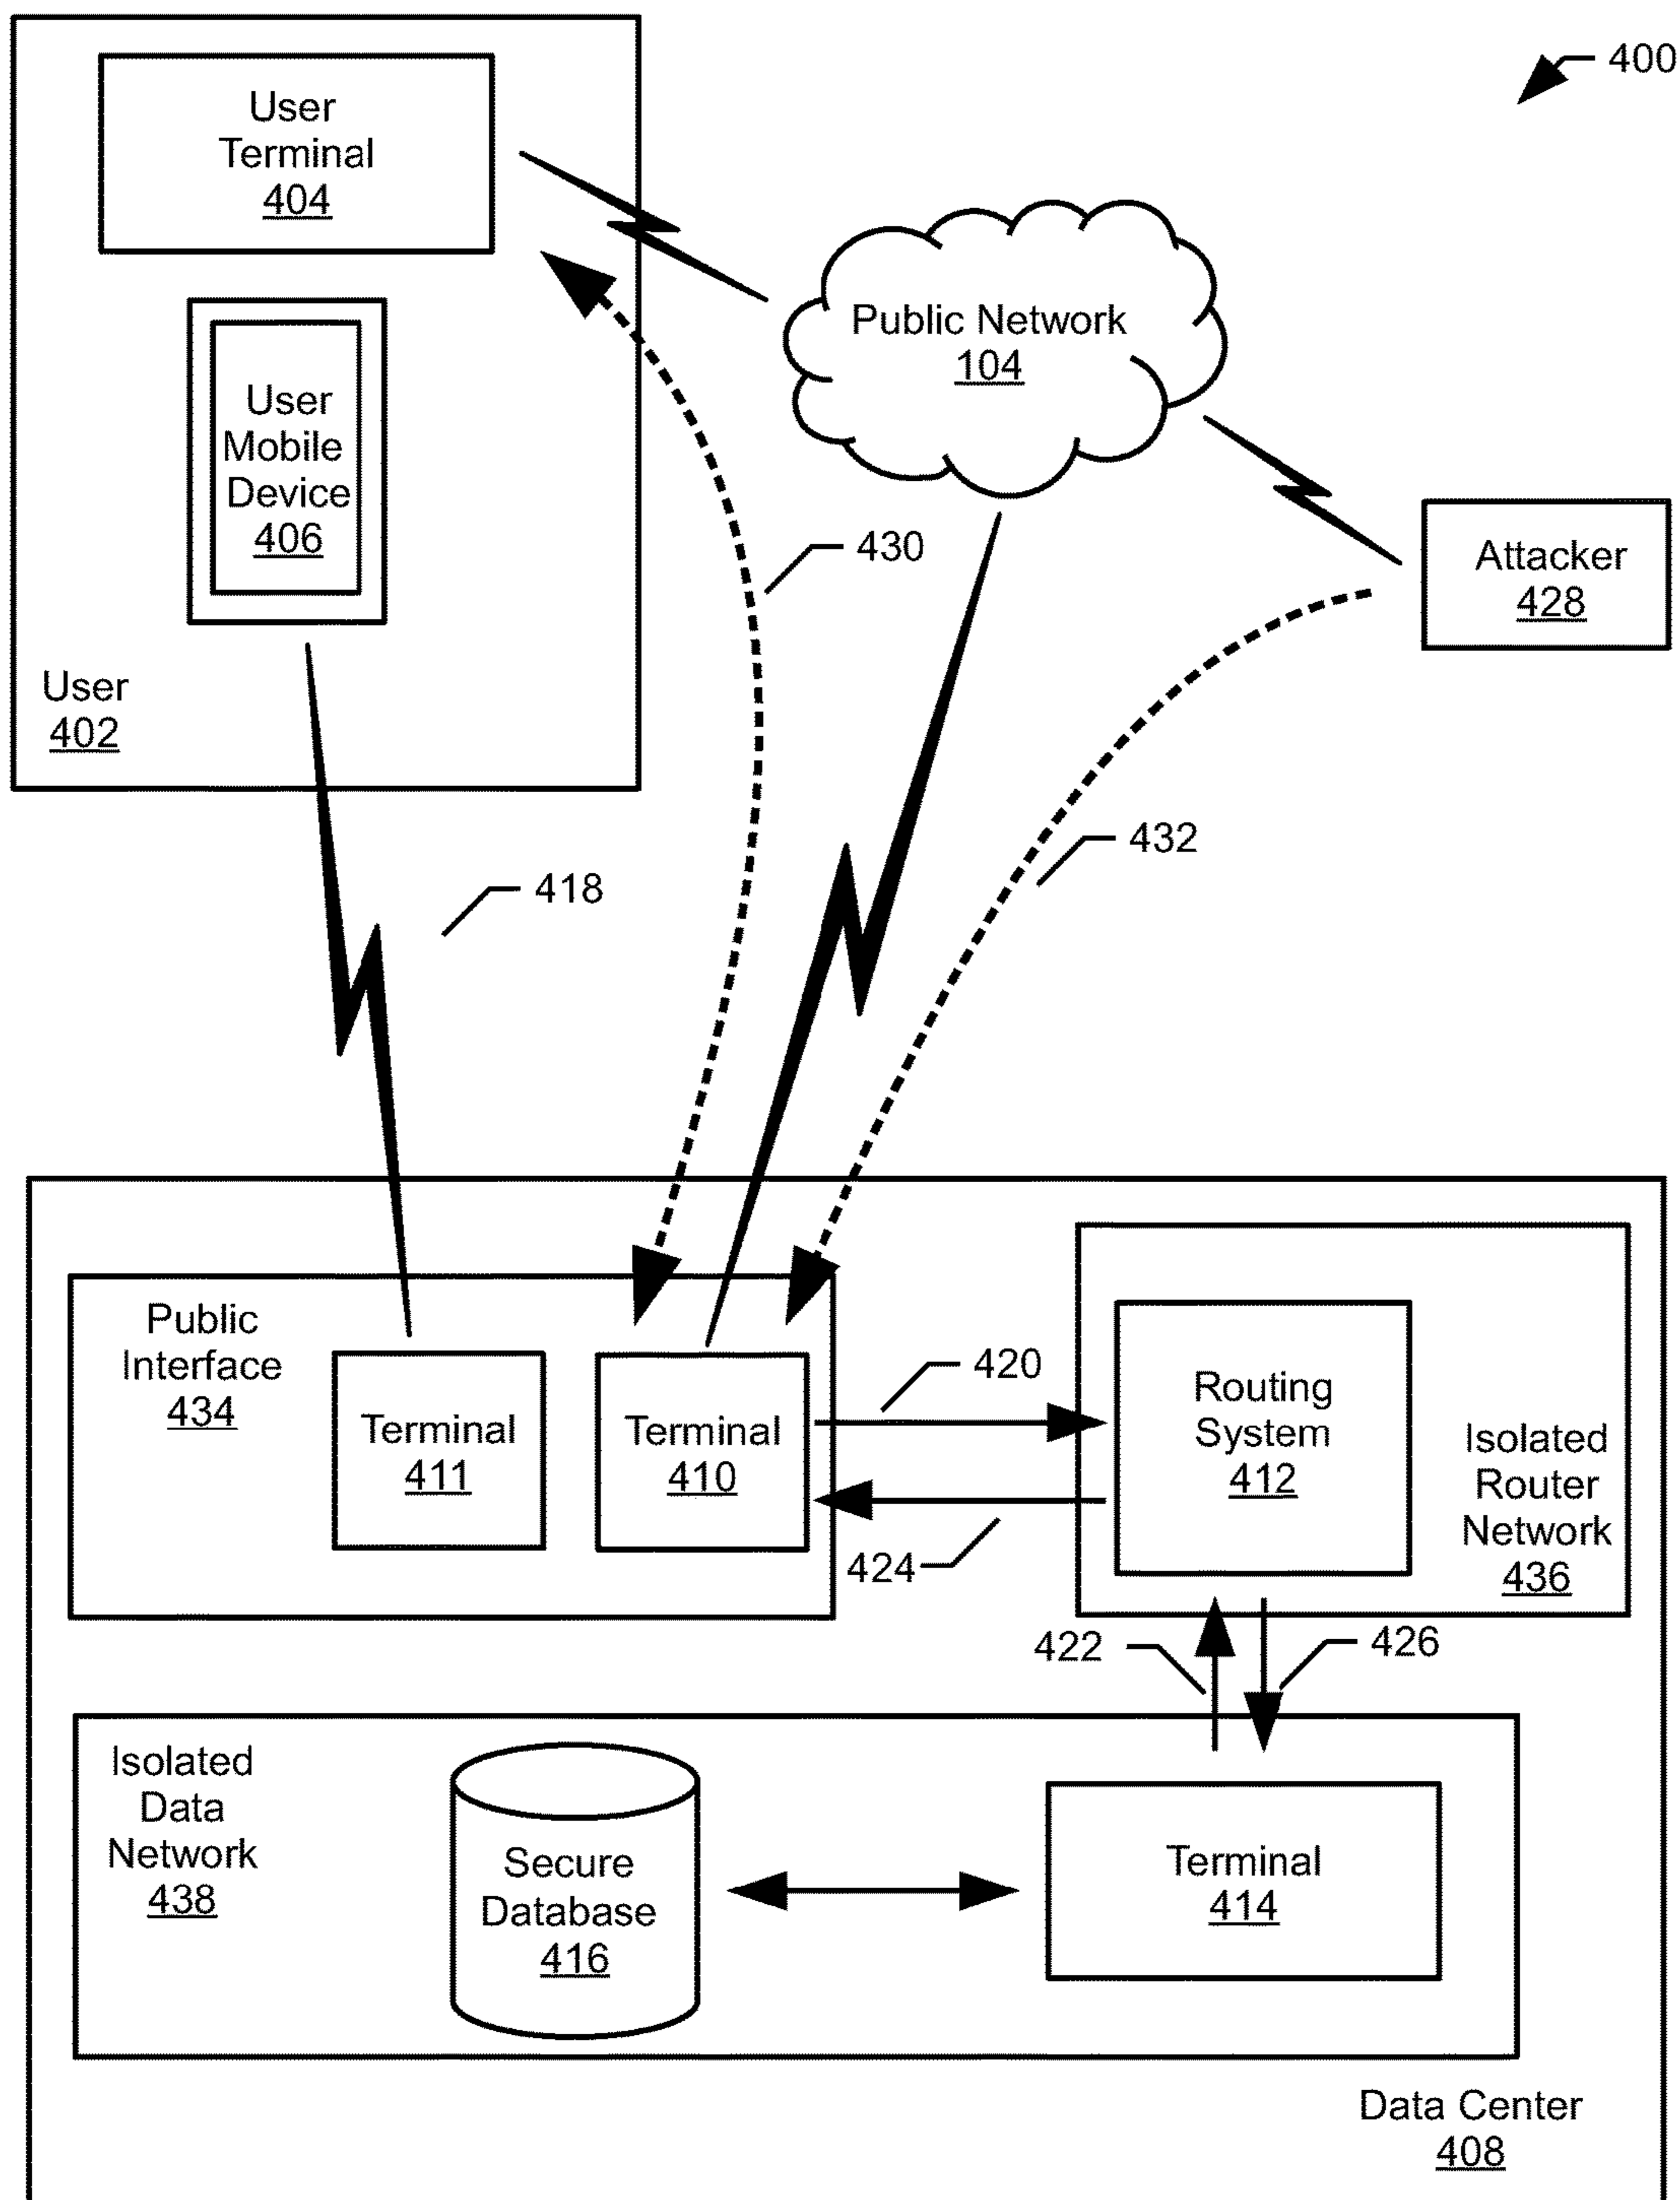 400
User
Terminal
404
Public Network
104
User
Mobile
Device
406
430
Attacker
428
User
402
432
418
Public
Interface
434
Terminal
411
Terminal
410
420
424
Routing
System
412
Isolated
Router
Network
436
422
426
Isolated
Data
Network
438
Secure
Database
416
Terminal
414
Data Center
408